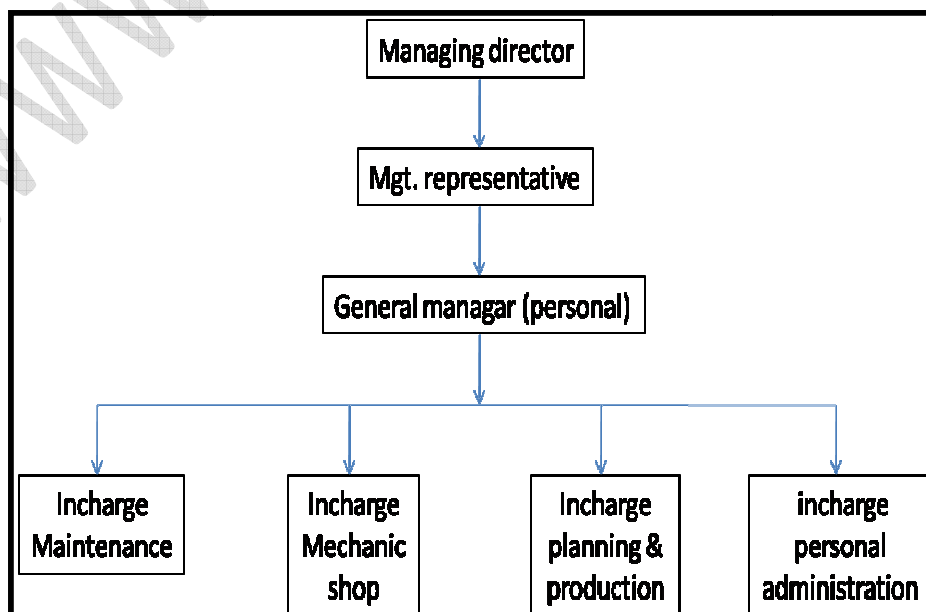 Managing director
Mgt. representative
General managar (personal)
Incharge
Maintenance
Incharge
Mechanic
shop
Incharge
planning &
production
incharge
personal
administration